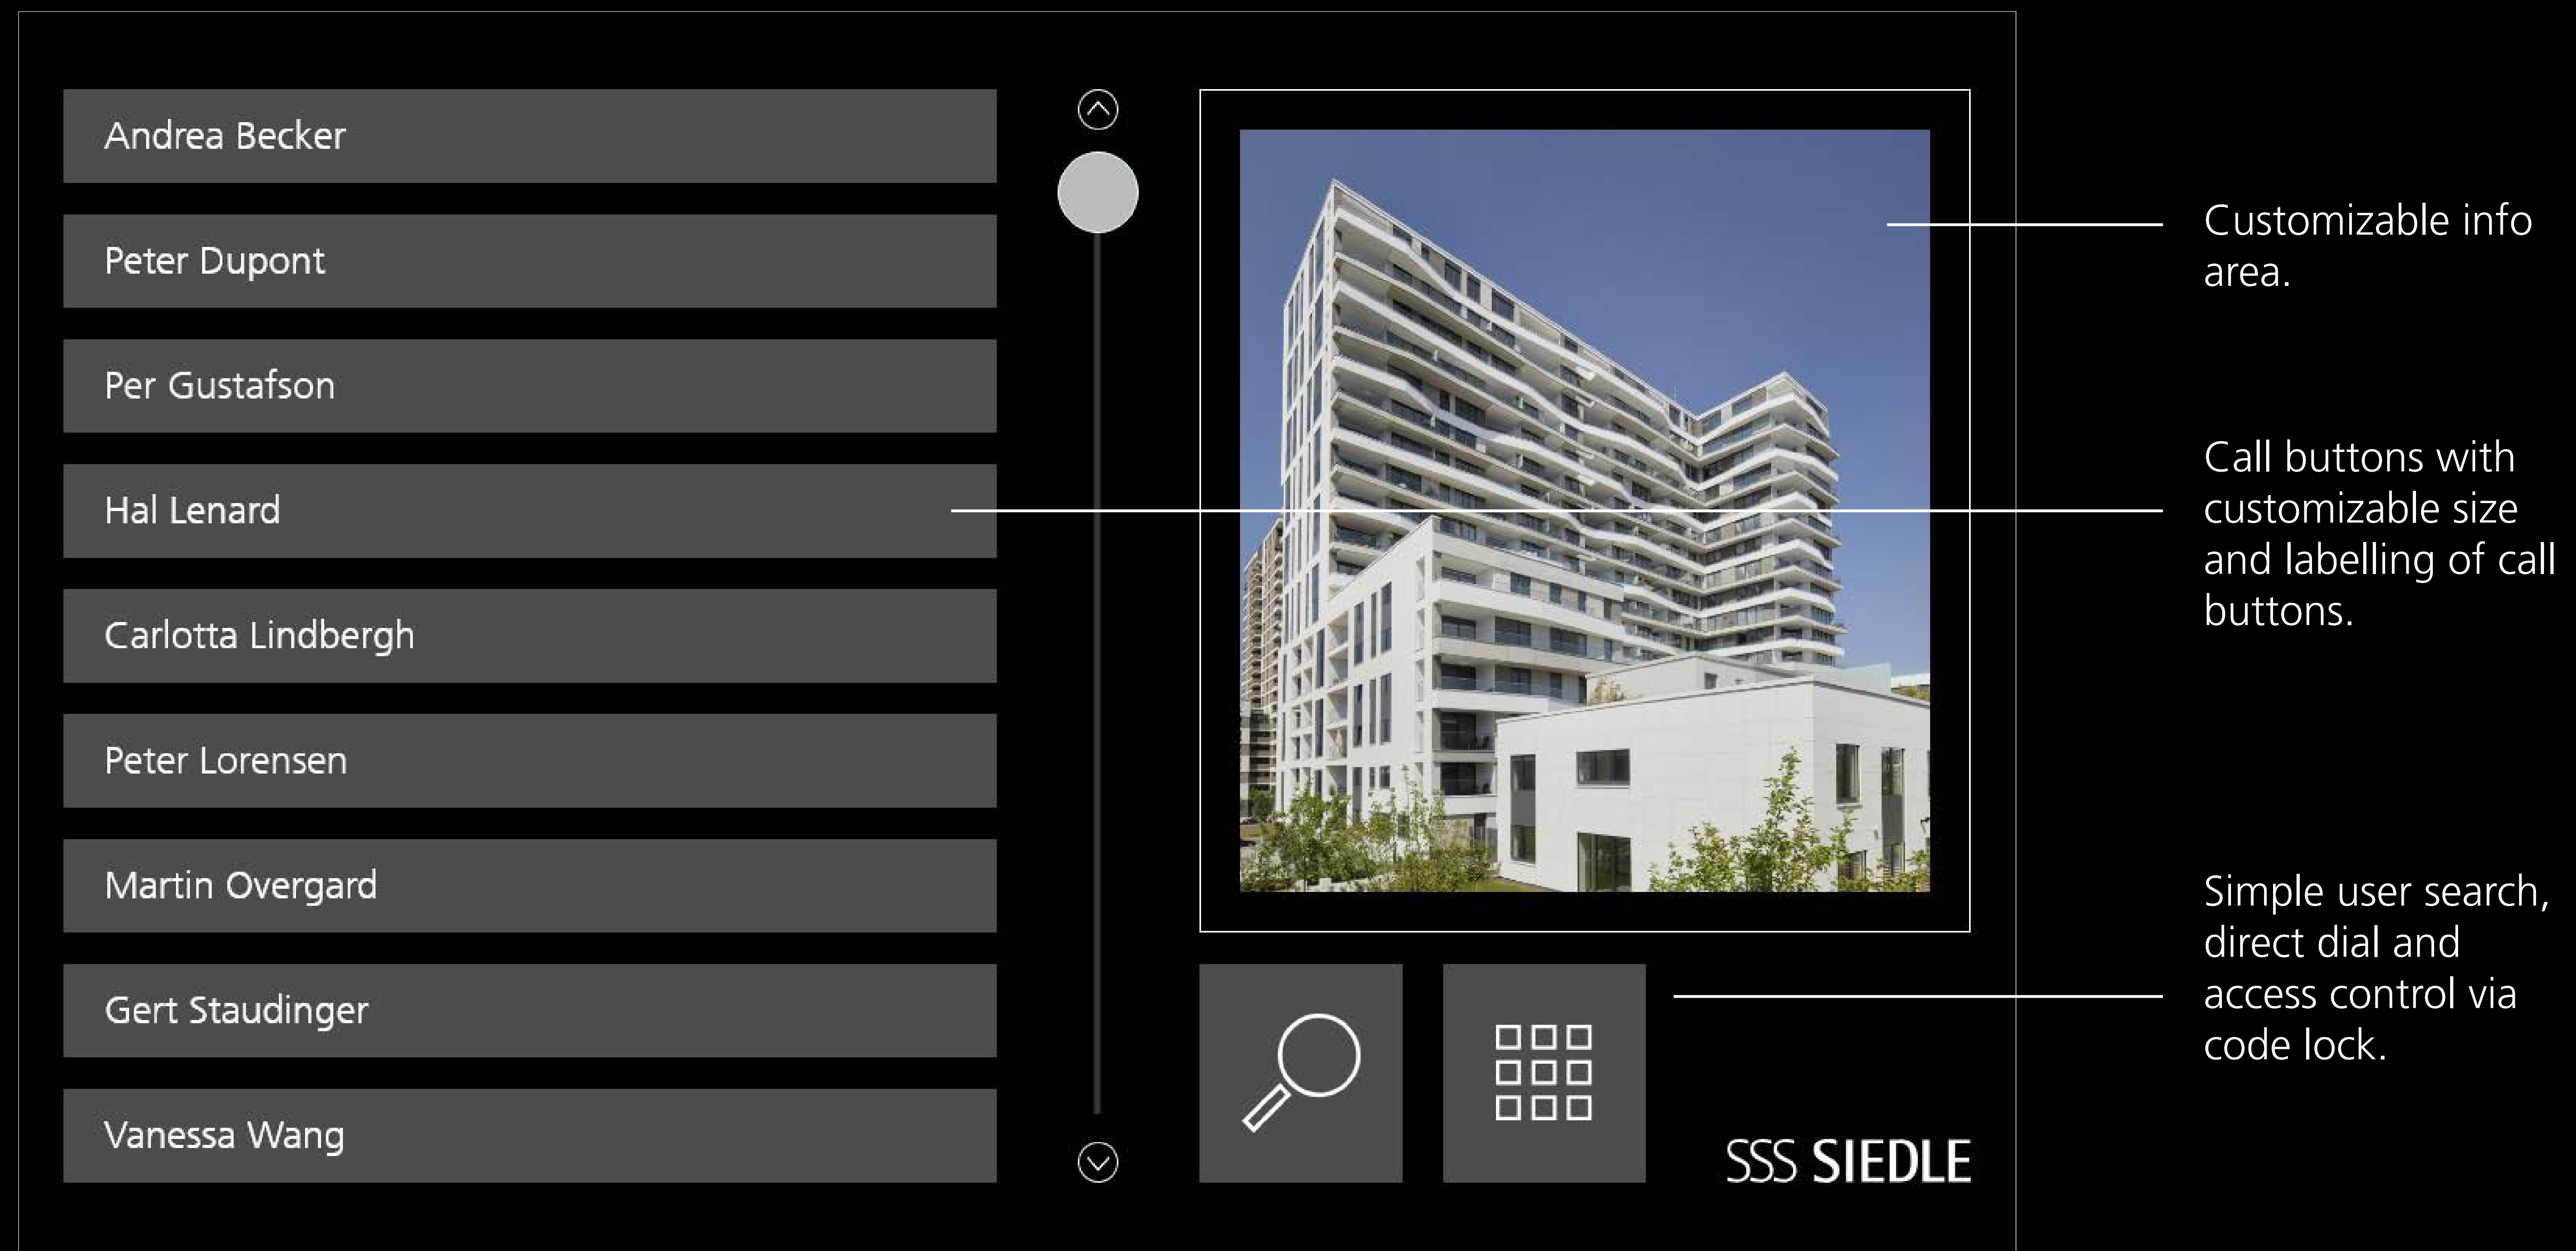 Andrea Becker
Peter Dupont
Per Gustafson
Hal Lenard
Carlotta Lindbergh
Peter Lorensen
Martin Overgard
Gert Staudinger
Vanessa Wang
SSS SIEDLE
Customizable info
area.
Call buttons with
customizable size
and labelling of call
buttons.
Simple user search,
direct dial and
access control via
code lock.